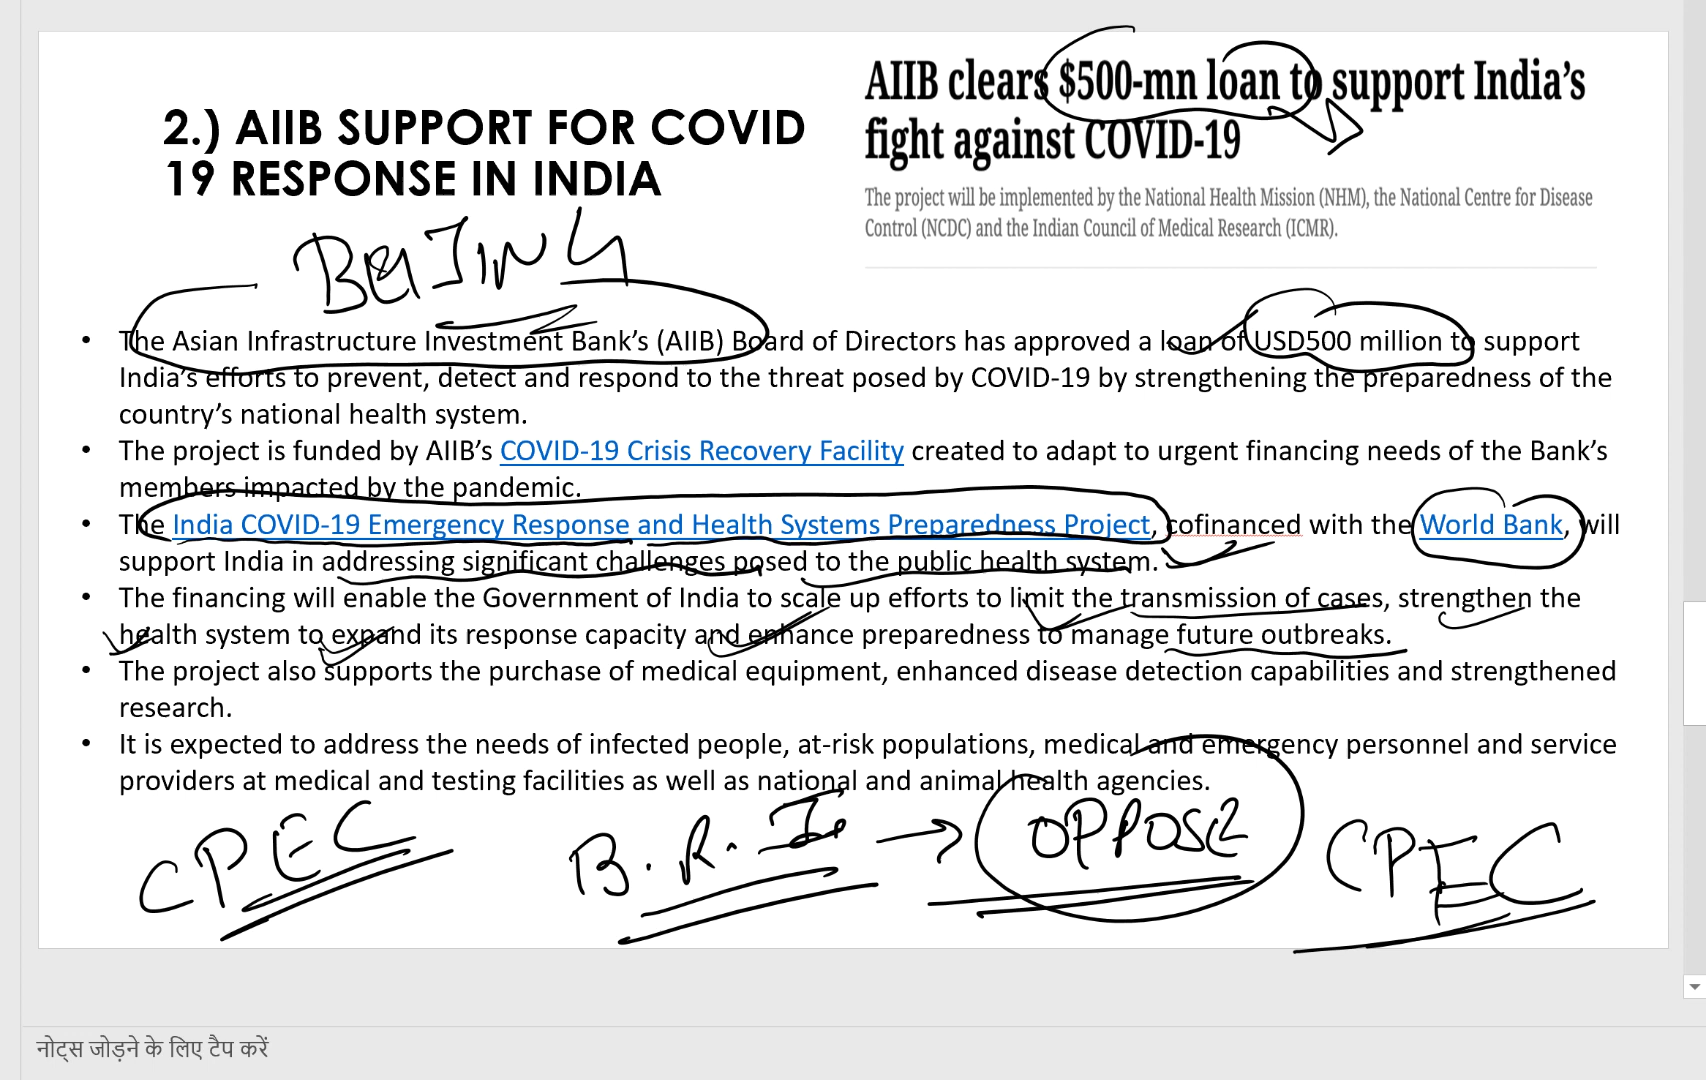 AIIB clears $500-mn loan to support India’s
fight against COVID-19
The project will be implemented by the National Health Mission (NHM), the National Centre for Disease
Control (NCDC) and the Indian Council of Medical Research (ICMR).
2.) AIIB SUPPORT FOR COVID
19 RESPONSE IN INDIA
BEIJING
• The Asian Infrastructure Investment Bank’s (AIIB) Board of Directors has approved a loan of USD500 million to support
India’s efforts to prevent, detect and respond to the threat posed by COVID-19 by strengthening the preparedness of the
country’s national health system.
• The project is funded by AIIB’s COVID-19 Crisis Recovery Facility created to adapt to urgent financing needs of the Bank’s
members impacted by the pandemic.
• The India COVID-19 Emergency Response and Health Systems Preparedness Project, cofinanced with the World Bank, will
support India in addressing significant challenges posed to the public health system.
• The financing will enable the Government of India to scale up efforts to limit the transmission of cases, strengthen the
health system to expand its response capacity and enhance preparedness to manage future outbreaks.
• The project also supports the purchase of medical equipment, enhanced disease detection capabilities and strengthened
research.
• It is expected to address the needs of infected people, at-risk populations, medical and emergency personnel and service
providers at medical and testing facilities as well as national and animal health agencies.
CPEC B.R.I → OPPOSE CPEC
नोट्स जोड़ने के लिए टैप करें